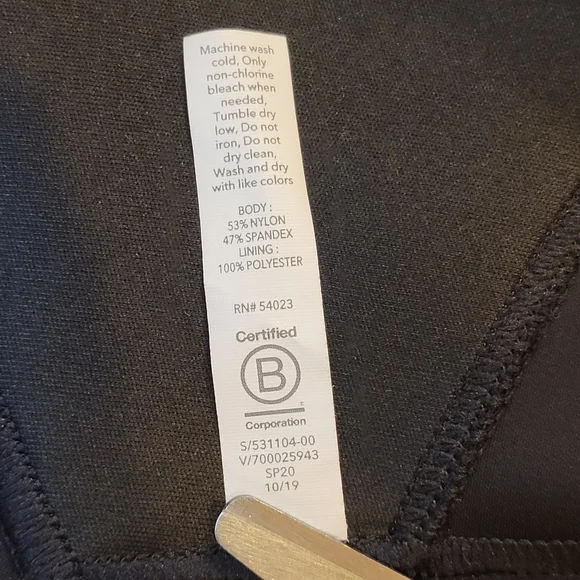 Machine wash
cold, Only
non-chlorine
bleach when
needed,
Tumble dry
low, Do not
iron, Do not
dry clean,
Wash and dry
with like colors
BODY :
53% NYLON
47% SPANDEX
LINING :
100% POLYESTER
RN# 54023
Certified
B
Corporation
S/531104-00
V/700025943
SP20
10/19